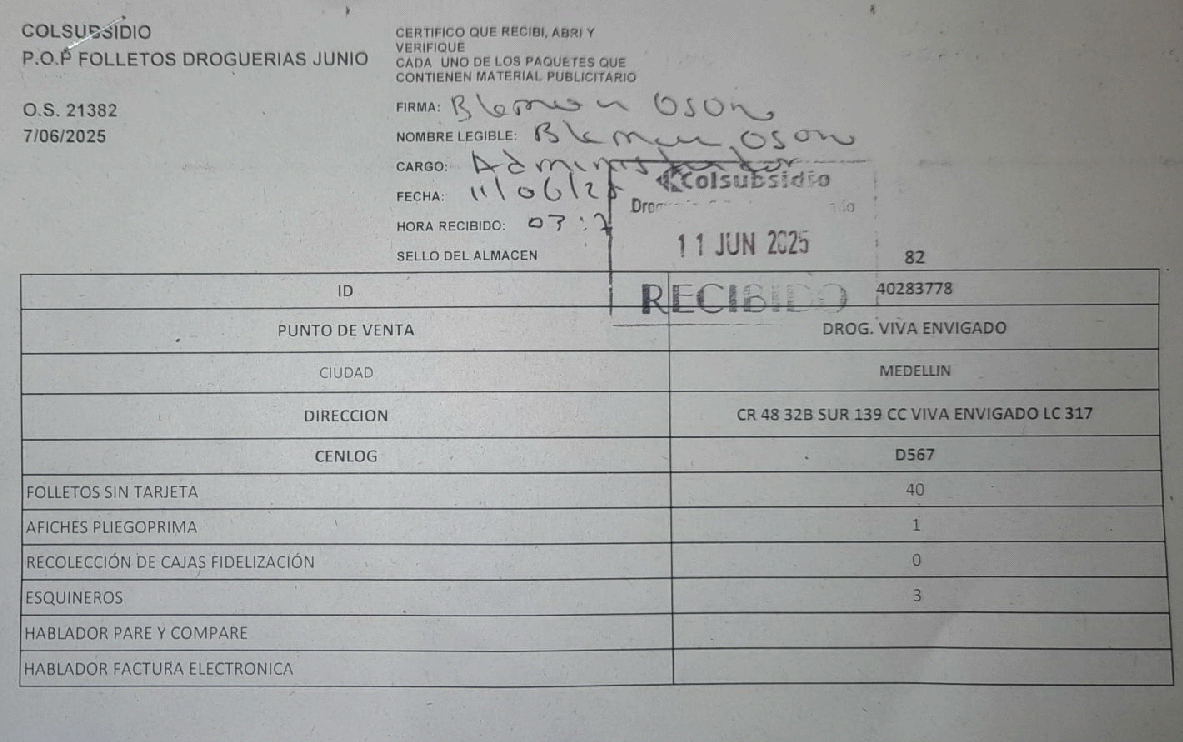 COLSUBSIDIO
P.O.P FOLLETOS DROGUERIAS JUNIO
O.S. 21382
7/06/2025
CERTIFICO QUE RECIBI, ABRI Y
VERIFIQUE
CADA UNO DE LOS PAQUETES QUE
CONTIENEN MATERIAL PUBLICITARIO
FIRMA:
NOMBRE LEGIBLE:
CARGO: Administrador
FECHA: 11/06/25
HORA RECIBIDO: 03:
SELLO DEL ALMACEN
Colsubsidio
11 JUN 2025
RECIBIDO
82
ID 40283778
PUNTO DE VENTA DROG. VIVA ENVIGADO
CIUDAD MEDELLIN
DIRECCION CR 48 32B SUR 139 CC VIVA ENVIGADO LC 317
CENLOG D567
FOLLETOS SIN TARJETA 40
AFICHES PLIEGOPRIMA 1
RECOLECCIÓN DE CAJAS FIDELIZACIÓN 0
ESQUINEROS 3
HABLADOR PARE Y COMPARE
HABLADOR FACTURA ELECTRONICA